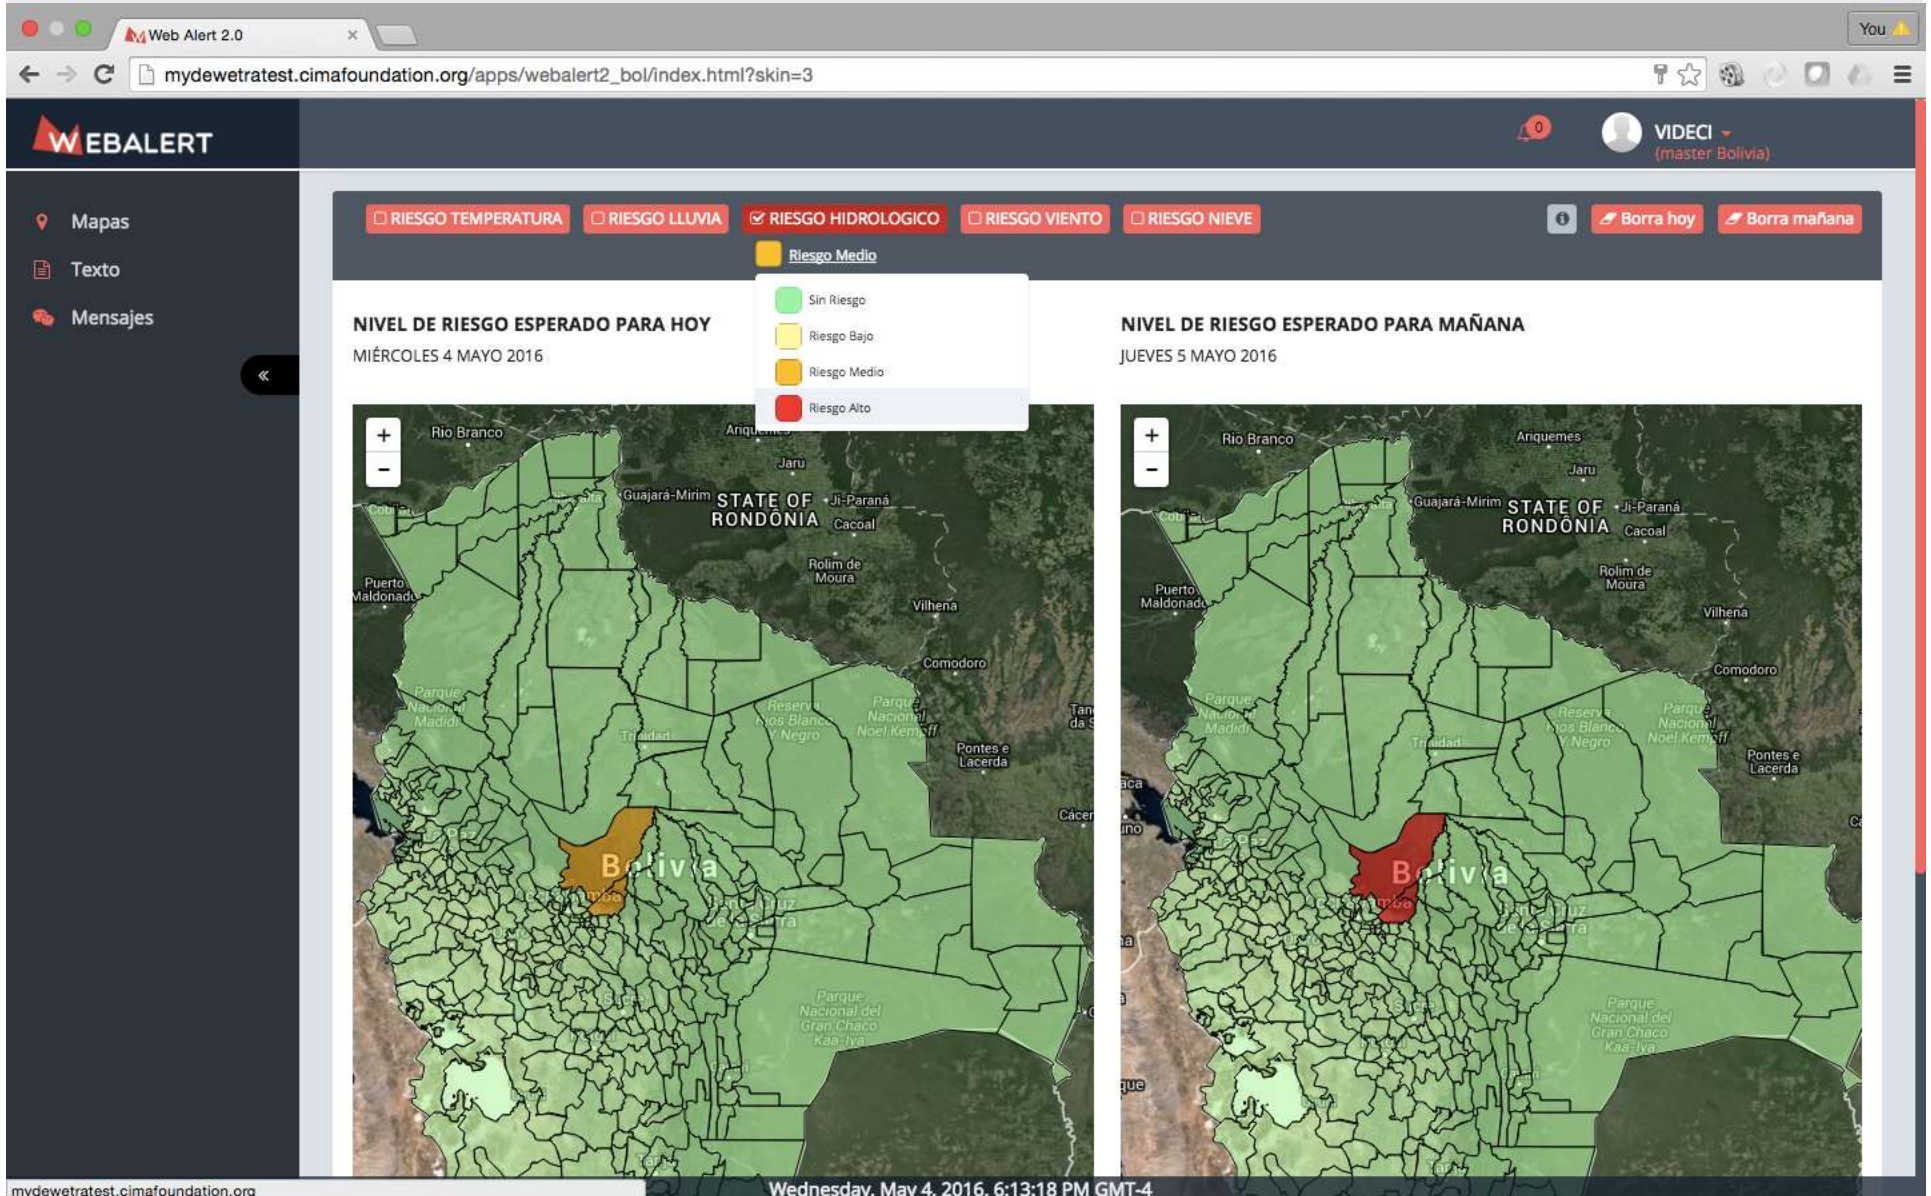 Web Alert 2.0
You
mydewetratest.cimafoundation.org/apps/webalert2_bol/index.html?skin=3
WEBALERT
0
VIDECI
(master Bolivia)
Mapas
Texto
Mensajes
RIESGO TEMPERATURA
RIESGO LLUVIA
RIESGO HIDROLOGICO
RIESGO VIENTO
RIESGO NIEVE
Borra hoy
Borra mañana
Riesgo Medio
Sin Riesgo
Riesgo Bajo
Riesgo Medio
Riesgo Alto
NIVEL DE RIESGO ESPERADO PARA HOY
MIÉRCOLES 4 MAYO 2016
NIVEL DE RIESGO ESPERADO PARA MAÑANA
JUEVES 5 MAYO 2016
+
−
Rio Branco
Jaru
Guajará-Mirim
STATE OF
RONDÔNIA
Ji-Paraná
Cacoal
Rolim de
Moura
Puerto
Maldonado
Vilhena
Comodoro
Parque
Nacional
Madidi
Reserva
Rios Blanco
Y Negro
Parque
Nacional
Noel Kempff
Trinidad
Pontes e
Lacerda
La Paz
Bolivia
Sucre
Parque
Nacional del
Gran Chaco
Kaa-Iya
+
−
Rio Branco
Ariquemes
Jaru
Guajará-Mirim
STATE OF
RONDÔNIA
Ji-Paraná
Cacoal
Rolim de
Moura
Puerto
Maldonado
Vilhena
Comodoro
Parque
Nacional
Madidi
Reserva
Rios Blanco
Y Negro
Parque
Nacional
Noel Kempff
Trinidad
Pontes e
Lacerda
La Paz
Bolivia
Sucre
Parque
Nacional del
Gran Chaco
Kaa-Iya
mydewetratest.cimafoundation.org
Wednesday, May 4, 2016, 6:13:18 PM GMT-4